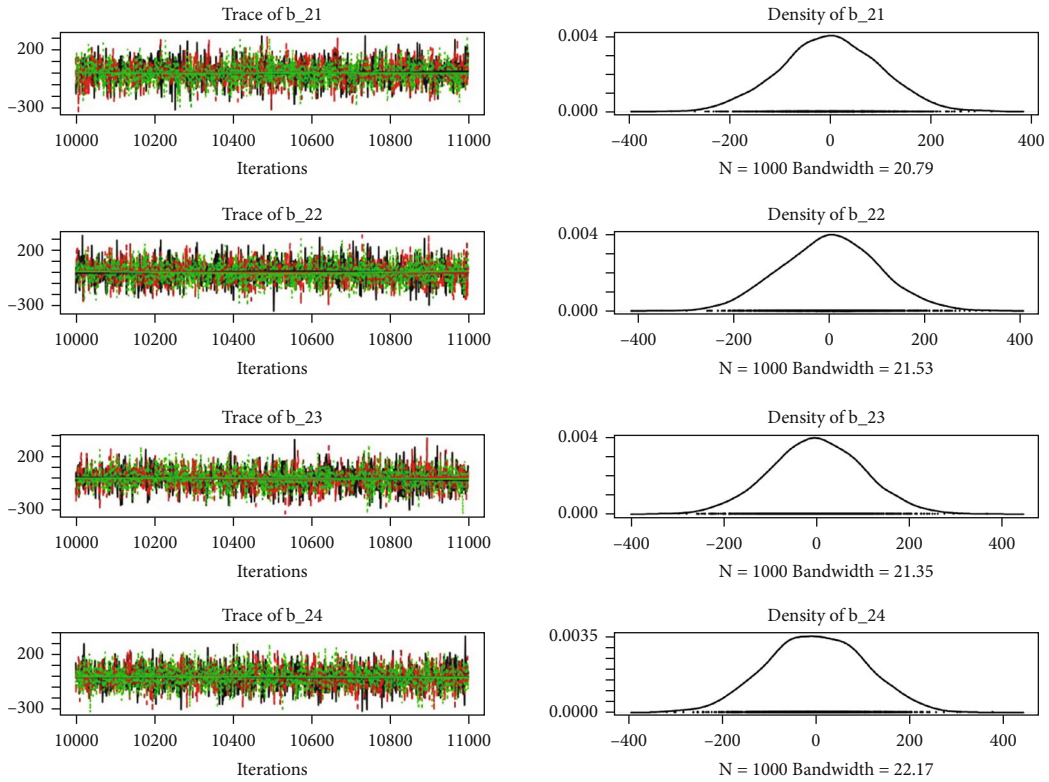 Trace of b_21
200
−300
10000 10200 10400 10600 10800 11000
Iterations
Density of b_21
0.004
0.000
−400 −200 0 200 400
N = 1000 Bandwidth = 20.79
Trace of b_22
200
−300
10000 10200 10400 10600 10800 11000
Iterations
Density of b_22
0.004
0.000
−400 −200 0 200 400
N = 1000 Bandwidth = 21.53
Trace of b_23
200
−300
10000 10200 10400 10600 10800 11000
Iterations
Density of b_23
0.004
0.000
−400 −200 0 200 400
N = 1000 Bandwidth = 21.35
Trace of b_24
200
−300
10000 10200 10400 10600 10800 11000
Iterations
Density of b_24
0.0035
0.0000
−400 −200 0 200 400
N = 1000 Bandwidth = 22.17